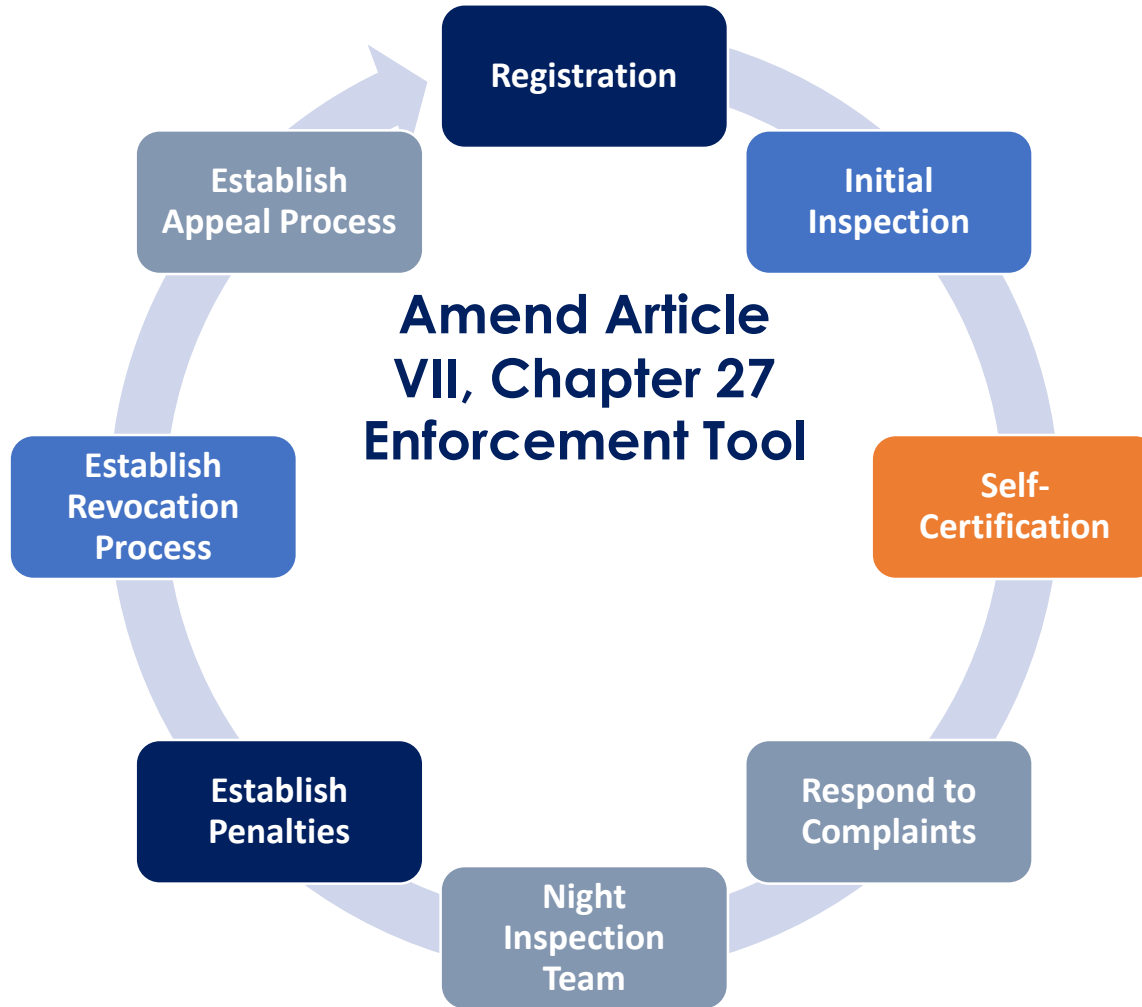 Registration
Initial
Inspection
Self-
Certification
Respond to
Complaints
Night
Inspection
Team
Establish
Penalties
Establish
Revocation
Process
Establish
Appeal Process
Amend Article
VII, Chapter 27
Enforcement Tool